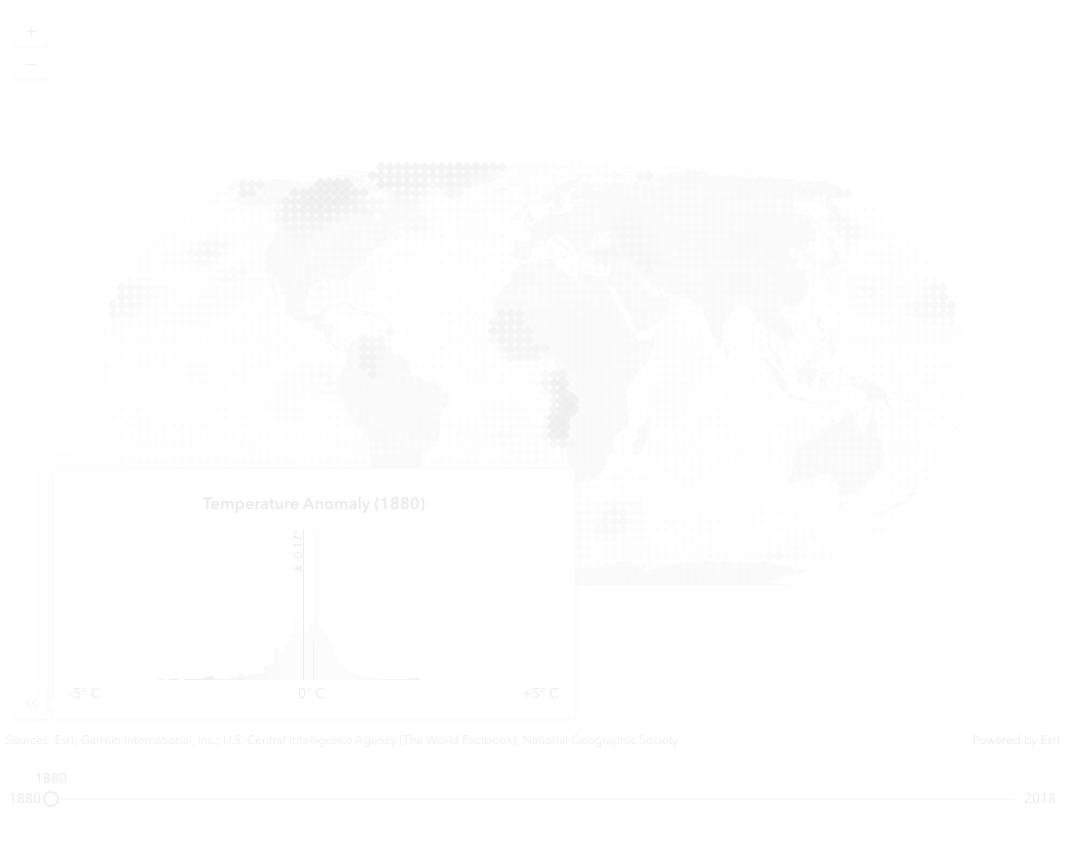 +
–
Temperature Anomaly (1880)
x̄ -0.17°
-5° C
0° C
+5° C
Sources: Esri; Garmin International, Inc.; U.S. Central Intelligence Agency (The World Factbook); National Geographic Society
Powered by Esri
1880
1880
2018